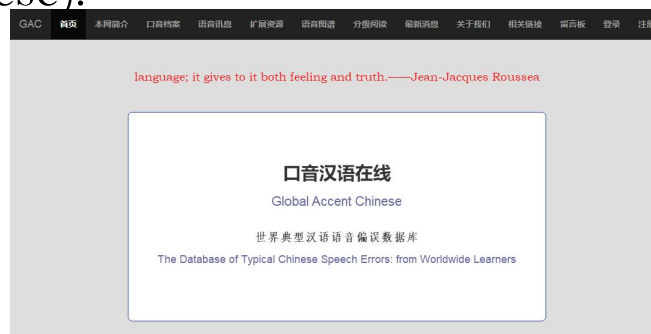 ese).
GAC 首页 本网简介 口音档案 语音讯息 扩展资源 语音图谱 分级阅读 最新消息 关于我们 相关链接 留言板 登录 注册
language; it gives to it both feeling and truth.——Jean-Jacques Roussea
口音汉语在线
Global Accent Chinese
世界典型汉语语音偏误数据库
The Database of Typical Chinese Speech Errors: from Worldwide Learners